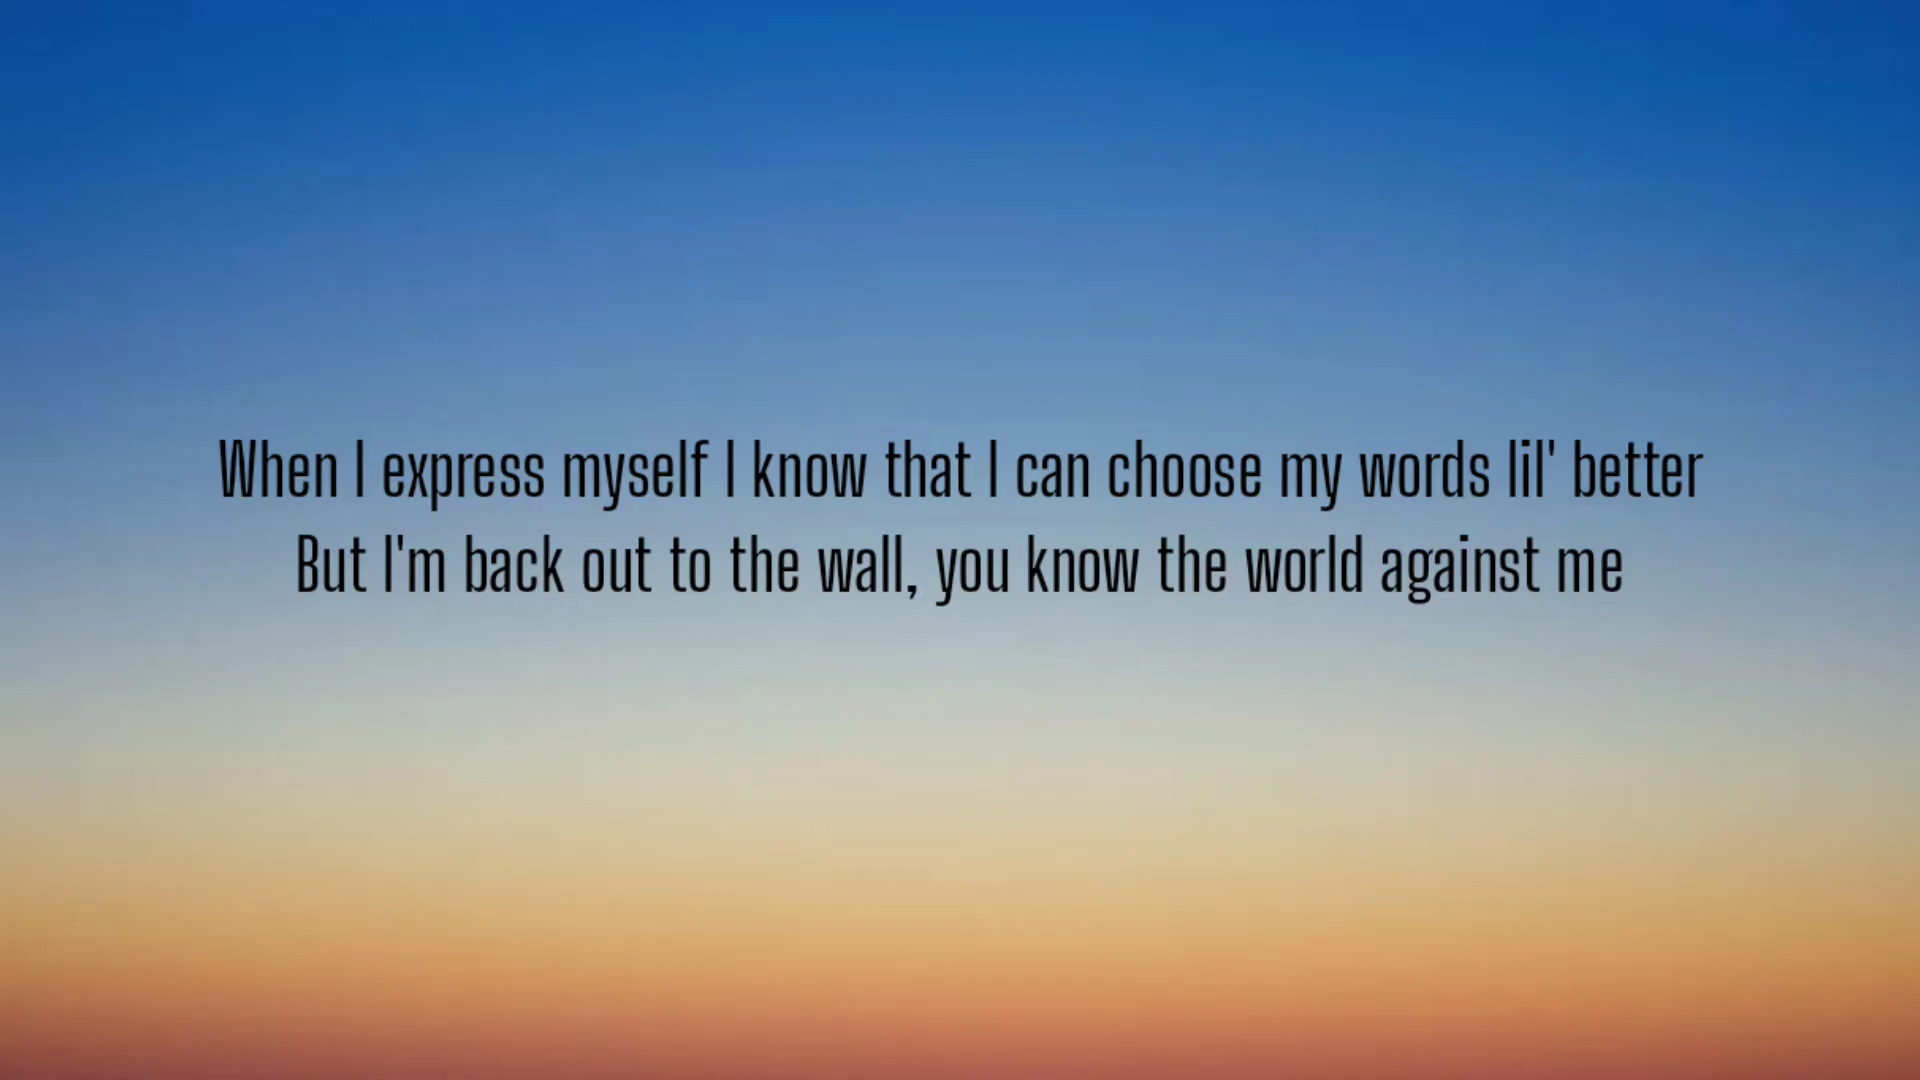 When I express myself I know that I can choose my words lil' better
But I'm back out to the wall, you know the world against me